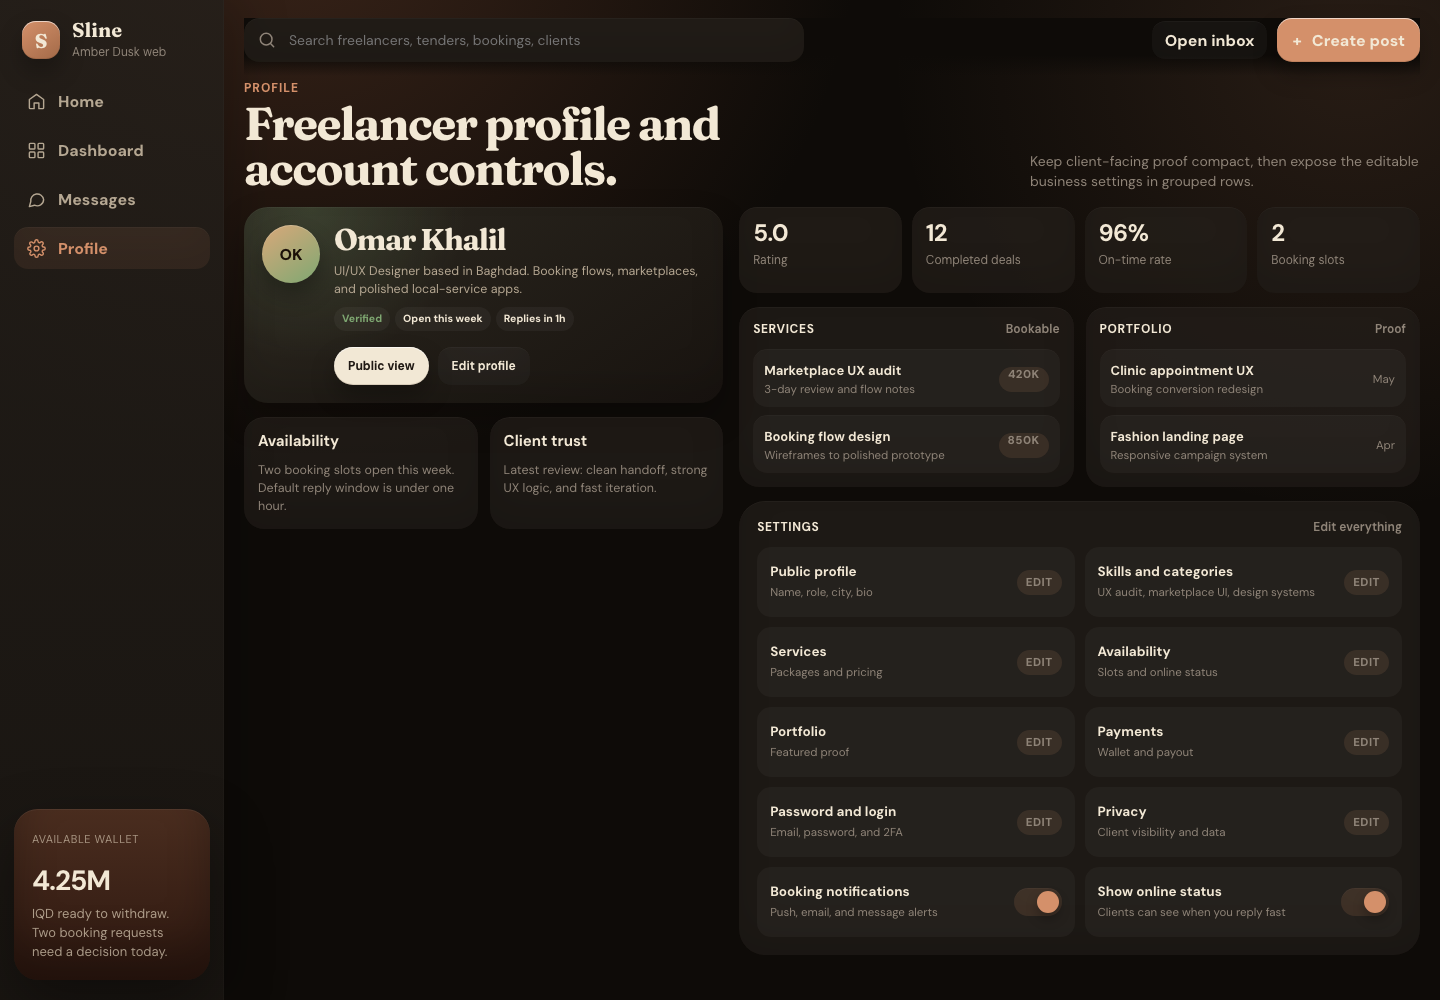 S
Sline
Amber Dusk web
Home
Dashboard
Messages
Profile
AVAILABLE WALLET
4.25M
IQD ready to withdraw.
Two booking requests
need a decision today.
Search freelancers, tenders, bookings, clients
Open inbox
+ Create post
PROFILE
Freelancer profile and
account controls.
Keep client-facing proof compact, then expose the editable
business settings in grouped rows.
OK
Omar Khalil
UI/UX Designer based in Baghdad. Booking flows, marketplaces,
and polished local-service apps.
Verified Open this week Replies in 1h
Public view Edit profile
Availability
Two booking slots open this week.
Default reply window is under one
hour.
Client trust
Latest review: clean handoff, strong
UX logic, and fast iteration.
5.0
Rating
12
Completed deals
96%
On-time rate
2
Booking slots
SERVICES Bookable
Marketplace UX audit
3-day review and flow notes
420K
Booking flow design
Wireframes to polished prototype
850K
PORTFOLIO Proof
Clinic appointment UX
Booking conversion redesign
May
Fashion landing page
Responsive campaign system
Apr
SETTINGS Edit everything
Public profile
Name, role, city, bio
EDIT
Skills and categories
UX audit, marketplace UI, design systems
EDIT
Services
Packages and pricing
EDIT
Availability
Slots and online status
EDIT
Portfolio
Featured proof
EDIT
Payments
Wallet and payout
EDIT
Password and login
Email, password, and 2FA
EDIT
Privacy
Client visibility and data
EDIT
Booking notifications
Push, email, and message alerts
Show online status
Clients can see when you reply fast